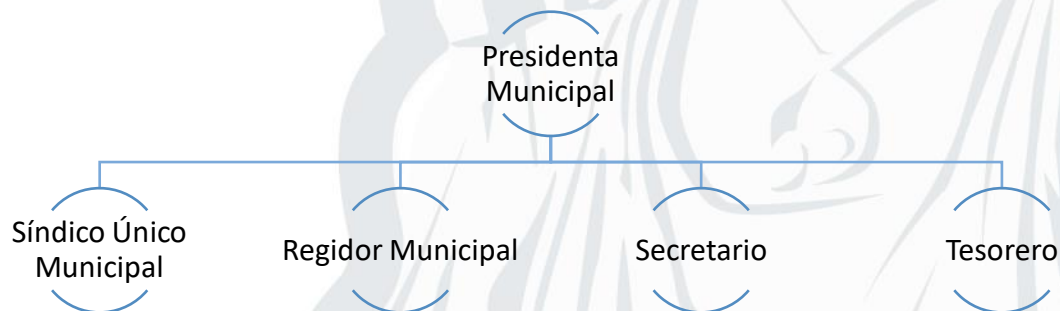 Presidenta
Municipal
Síndico Único
Municipal
Regidor Municipal
Secretario
Tesorero